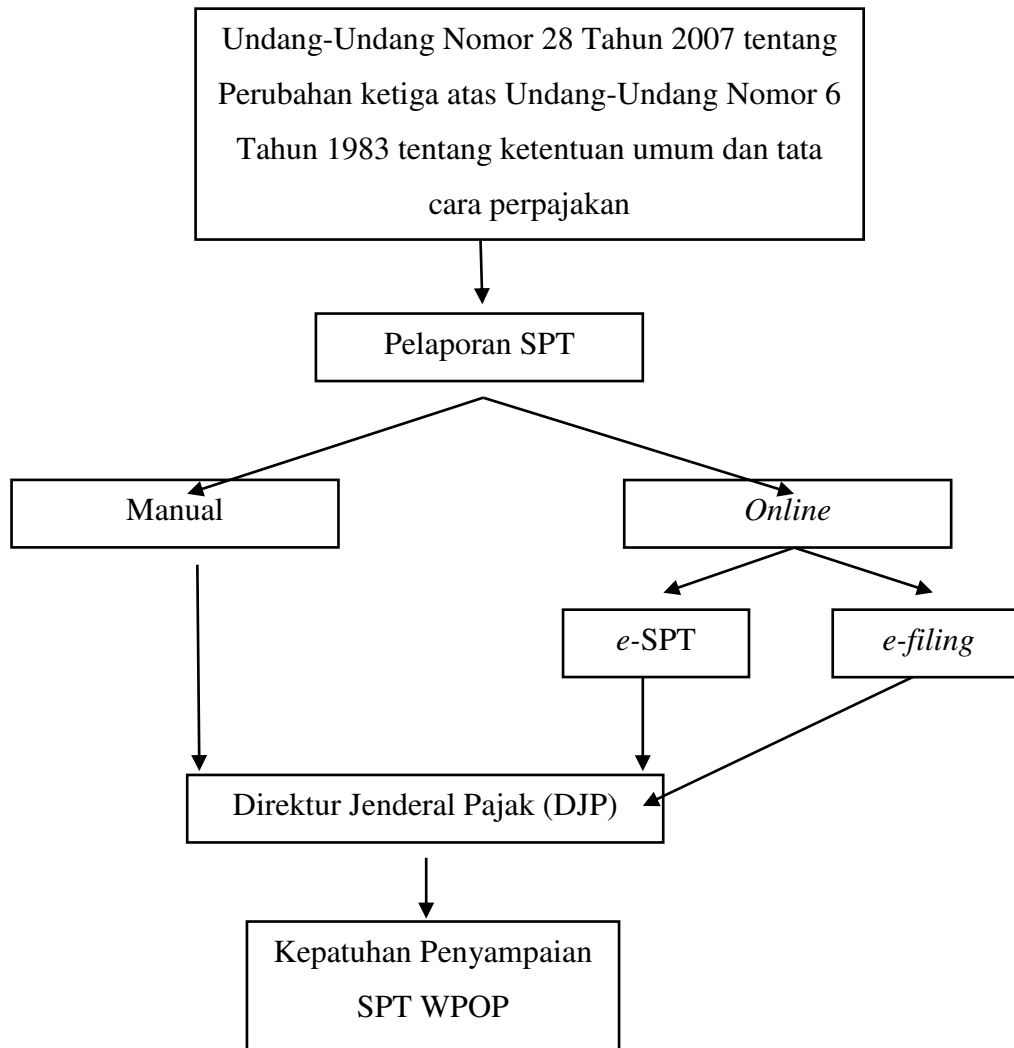 Undang-Undang Nomor 28 Tahun 2007 tentang
Perubahan ketiga atas Undang-Undang Nomor 6
Tahun 1983 tentang ketentuan umum dan tata
cara perpajakan
Pelaporan SPT
Manual
Online
e-SPT
e-filing
Direktur Jenderal Pajak (DJP)
Kepatuhan Penyampaian
SPT WPOP